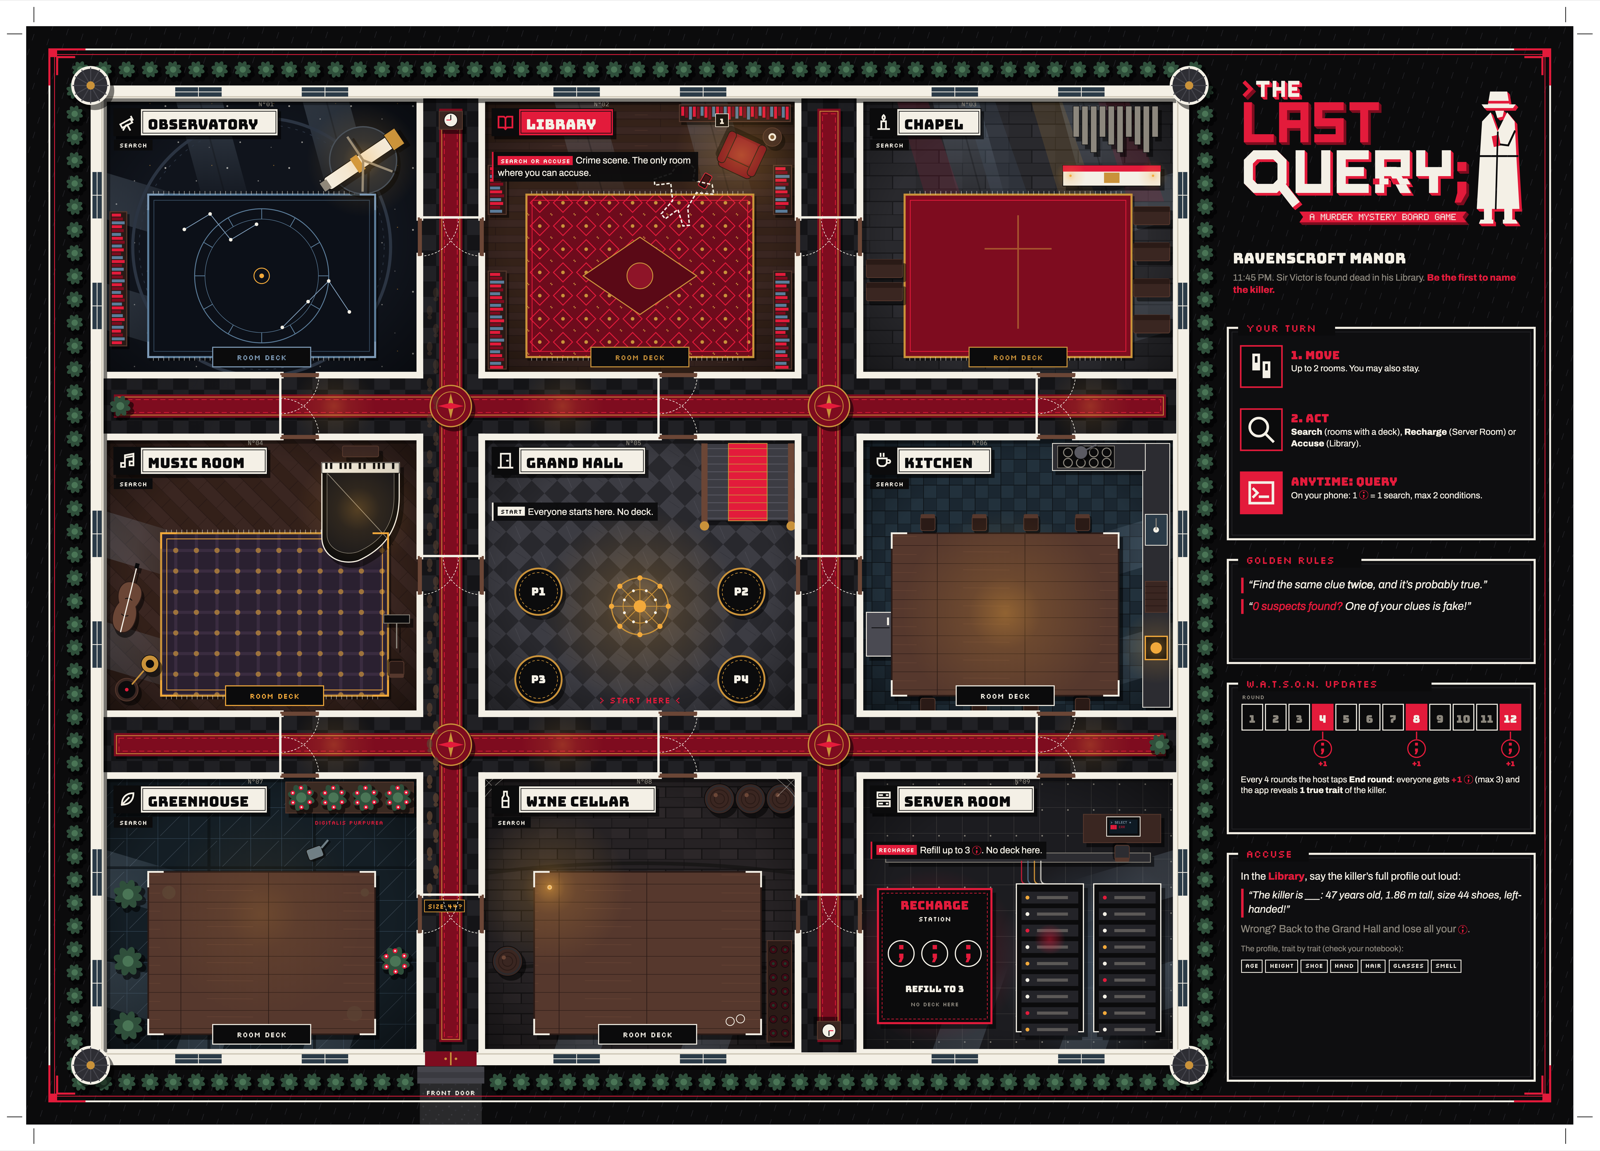 Nº01
OBSERVATORY
SEARCH
ROOM DECK
Nº02
LIBRARY
1
SEARCH OR ACCUSE Crime scene. The only room
where you can accuse.
ROOM DECK
CHAPEL
SEARCH
ROOM DECK
Nº04
MUSIC ROOM
SEARCH
ROOM DECK
Nº05
GRAND HALL
START Everyone starts here. No deck.
P1
P2
P3
P4
> START HERE <
Nº06
KITCHEN
SEARCH
ROOM DECK
Nº07
GREENHOUSE
SEARCH
DIGITALIS PURPUREA
ROOM DECK
SIZE 44?
Nº08
WINE CELLAR
SEARCH
ROOM DECK
Nº09
SERVER ROOM
> SELECT *
RECHARGE Refill up to 3 ;. No deck here.
RECHARGE
STATION
; ; ;
REFILL TO 3
NO DECK HERE
FRONT DOOR
>THE
LAST
QUERY;
A MURDER MYSTERY BOARD GAME
RAVENSCROFT MANOR
11:45 PM. Sir Victor is found dead in his Library. Be the first to name
the killer.
YOUR TURN
1. MOVE
Up to 2 rooms. You may also stay.
2. ACT
Search (rooms with a deck), Recharge (Server Room) or
Accuse (Library).
ANYTIME: QUERY
On your phone: 1 ; = 1 search, max 2 conditions.
GOLDEN RULES
“Find the same clue twice, and it’s probably true.”
“0 suspects found? One of your clues is fake!”
W.A.T.S.O.N. UPDATES
ROUND
1 2 3 4 5 6 7 8 9 10 11 12
; ; ;
+1 +1 +1
Every 4 rounds the host taps End round: everyone gets +1 ; (max 3) and
the app reveals 1 true trait of the killer.
ACCUSE
In the Library, say the killer’s full profile out loud:
“The killer is ___: 47 years old, 1.86 m tall, size 44 shoes, left-
handed!”
Wrong? Back to the Grand Hall and lose all your ;.
The profile, trait by trait (check your notebook):
AGE HEIGHT SHOE HAND HAIR GLASSES SMELL